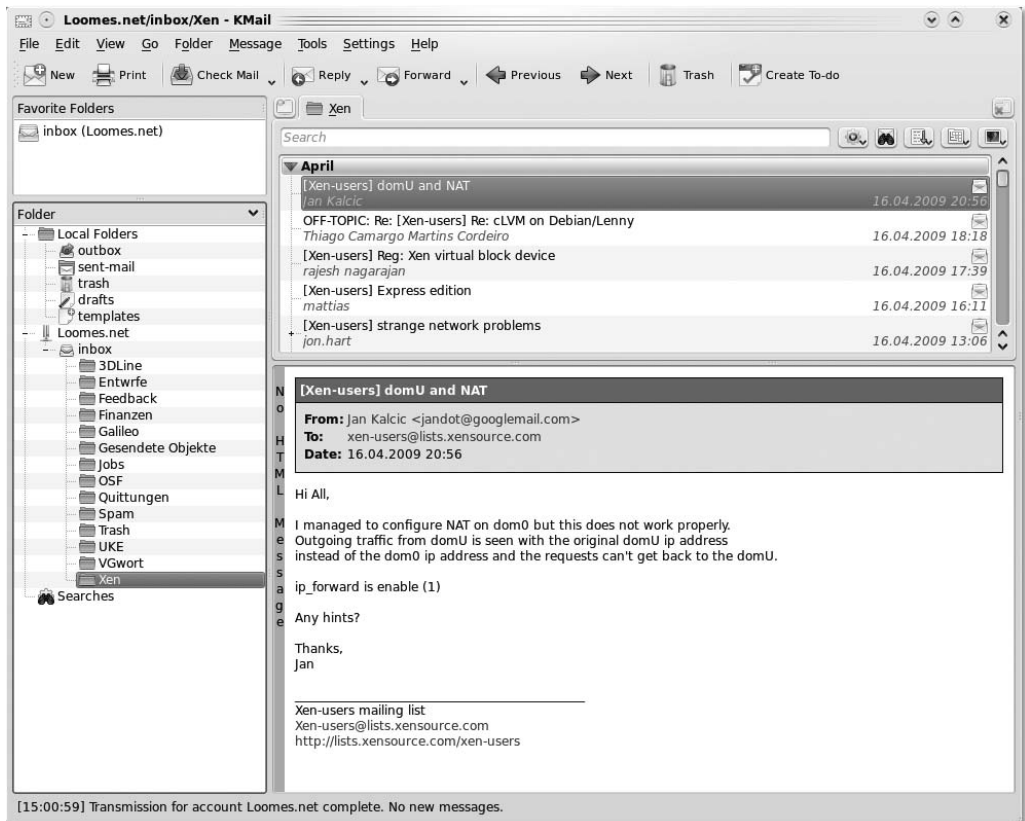 Loomes.net/inbox/Xen - KMail
File Edit View Go Folder Message Tools Settings Help
New Print Check Mail Reply Forward Previous Next Trash Create To-do
Favorite Folders
inbox (Loomes.net)
Folder
Local Folders
outbox
sent-mail
trash
drafts
templates
Loomes.net
inbox
3DLine
Entwrfe
Feedback
Finanzen
Galileo
Gesendete Objekte
Jobs
OSF
Quittungen
Spam
Trash
UKE
VGwort
Xen
Searches
Xen
Search
April
[Xen-users] domU and NAT
Jan Kalcic 16.04.2009 20:56
OFF-TOPIC: Re: [Xen-users] Re: cLVM on Debian/Lenny
Thiago Camargo Martins Cordeiro 16.04.2009 18:18
[Xen-users] Reg: Xen virtual block device
rajesh nagarajan 16.04.2009 17:39
[Xen-users] Express edition
mattias 16.04.2009 16:11
[Xen-users] strange network problems
jon.hart 16.04.2009 13:06
No HTML Message
[Xen-users] domU and NAT
From: Jan Kalcic <jandot@googlemail.com>
To: xen-users@lists.xensource.com
Date: 16.04.2009 20:56
Hi All,
I managed to configure NAT on dom0 but this does not work properly.
Outgoing traffic from domU is seen with the original domU ip address
instead of the dom0 ip address and the requests can't get back to the domU.
ip_forward is enable (1)
Any hints?
Thanks,
Jan
Xen-users mailing list
Xen-users@lists.xensource.com
http://lists.xensource.com/xen-users
[15:00:59] Transmission for account Loomes.net complete. No new messages.